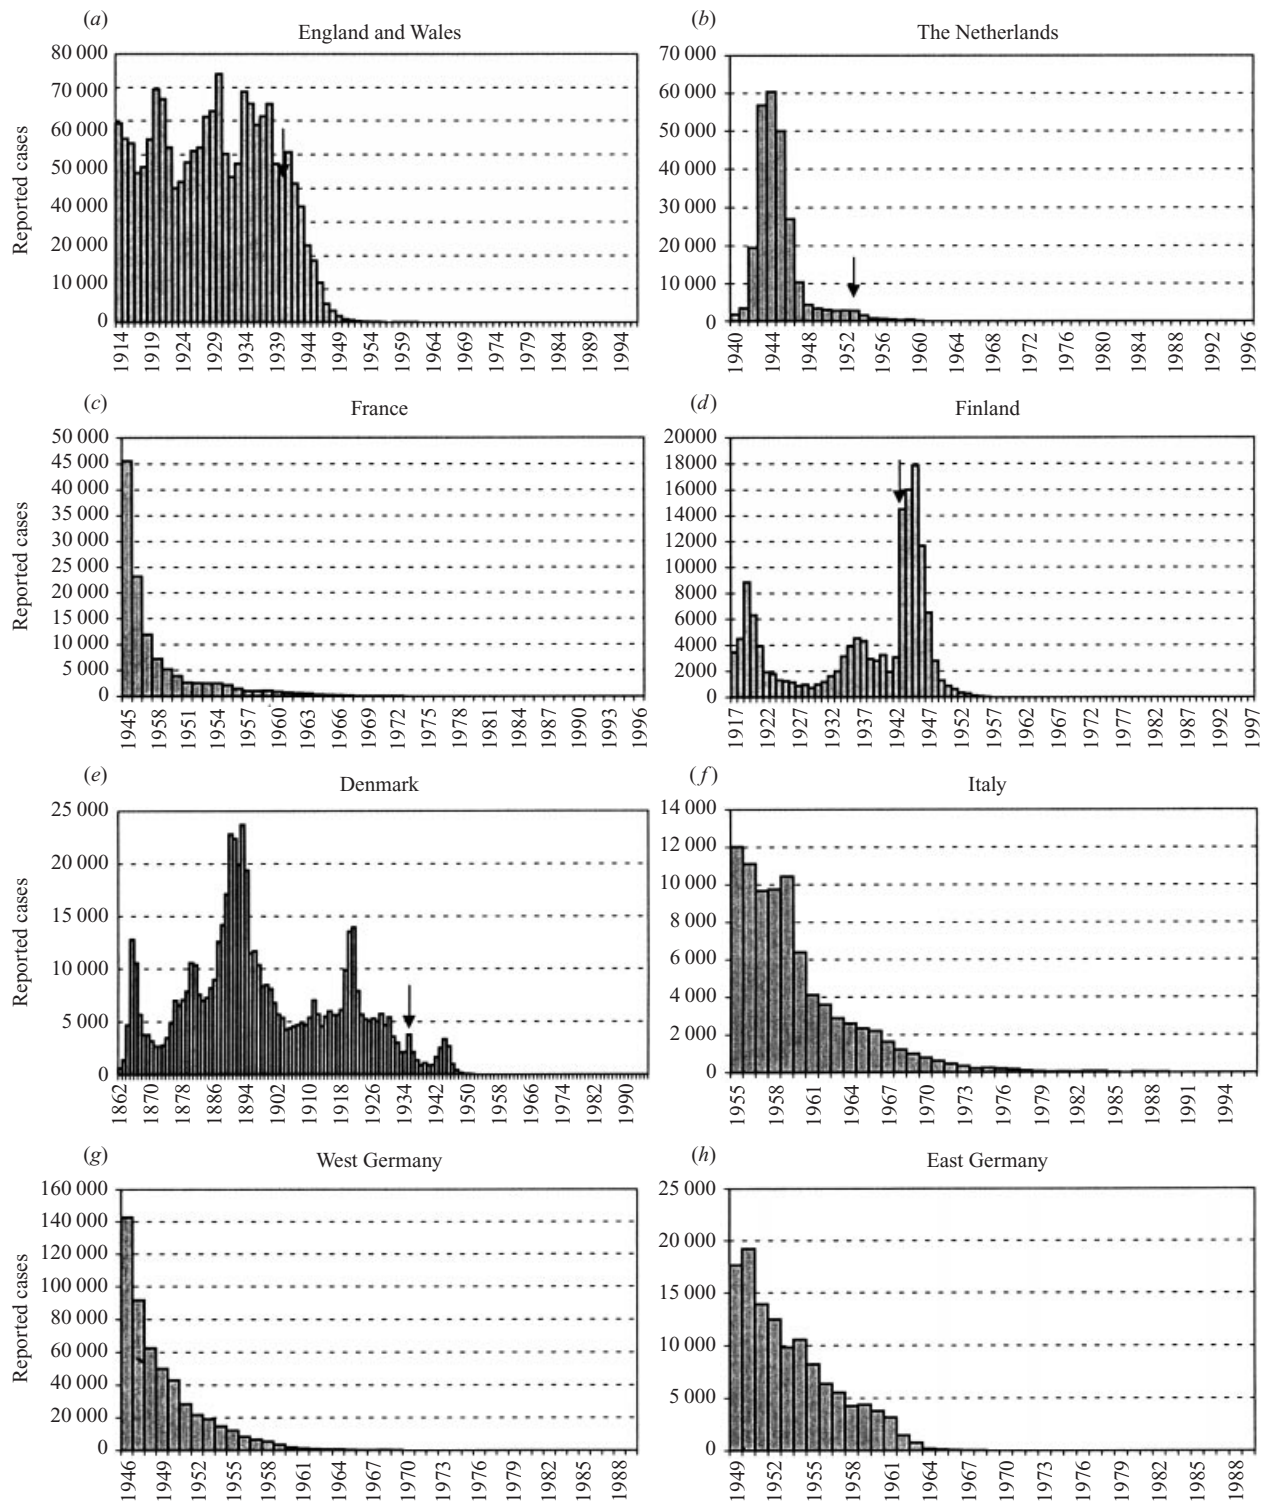 (a)
England and Wales
Reported cases
80 000
70 000
60 000
50 000
40 000
20 000
10 000
0
1914 1919 1924 1929 1934 1939 1944 1949 1954 1959 1964 1969 1974 1979 1984 1989 1994
(b)
The Netherlands
70 000
60 000
50 000
40 000
30 000
20 000
10 000
0
1940 1944 1948 1952 1956 1960 1964 1968 1972 1976 1980 1984 1988 1992 1996
(c)
France
Reported cases
50 000
45 000
40 000
35 000
30 000
25 000
20 000
15 000
10 000
5 000
0
1945 1958 1951 1954 1957 1960 1963 1966 1969 1972 1975 1978 1981 1984 1987 1990 1993 1996
(d)
Finland
20000
18000
16000
14000
12000
10000
8000
6000
4000
2000
0
1917 1922 1927 1932 1937 1942 1947 1952 1957 1962 1967 1972 1977 1982 1987 1992 1997
(e)
Denmark
Reported cases
25 000
20 000
15 000
10 000
5 000
0
1862 1870 1878 1886 1894 1902 1910 1918 1926 1934 1942 1950 1958 1966 1974 1982 1990
(f)
Italy
14 000
12 000
10 000
8 000
6 000
4 000
2 000
0
1955 1958 1961 1964 1967 1970 1973 1976 1979 1982 1985 1989 1991 1994
(g)
West Germany
Reported cases
160 000
140 000
120 000
100 000
80 000
60 000
40 000
20 000
0
1946 1949 1952 1955 1958 1961 1964 1967 1970 1973 1976 1979 1982 1985 1988
(h)
East Germany
25 000
20 000
15 000
10 000
5 000
0
1949 1952 1955 1958 1961 1964 1967 1970 1973 1976 1979 1982 1985 1988